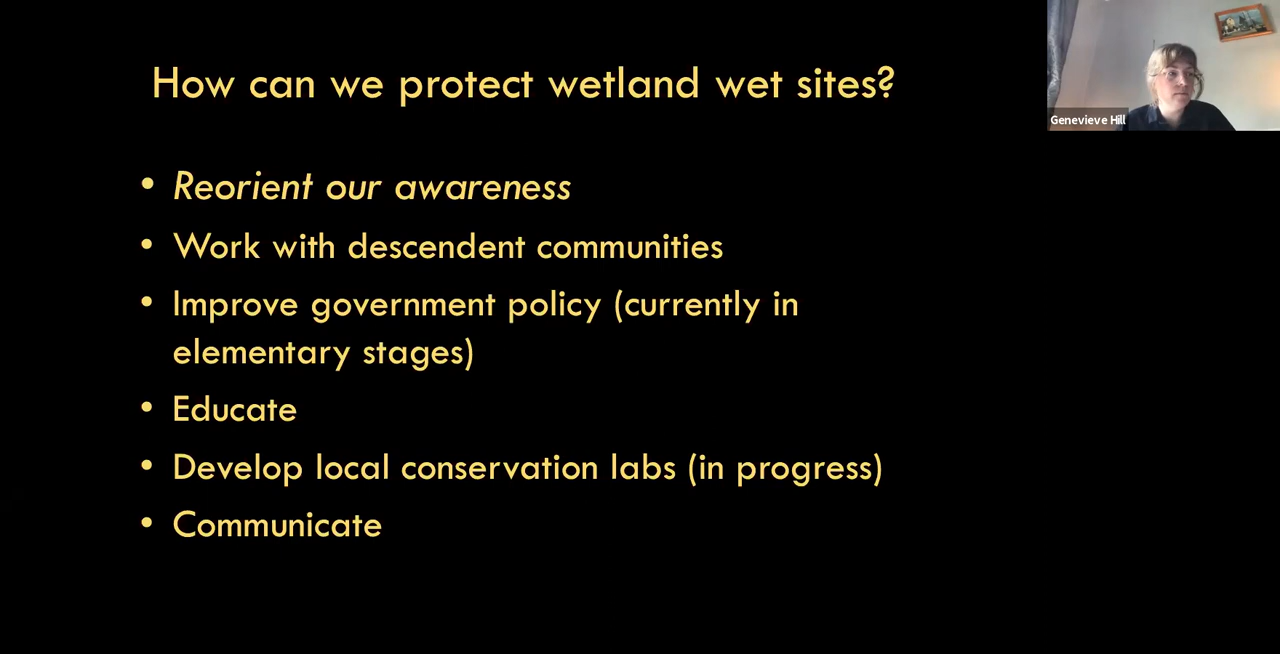 How can we protect wetland wet sites?
Genevieve Hill
• Reorient our awareness
• Work with descendent communities
• Improve government policy (currently in
elementary stages)
• Educate
• Develop local conservation labs (in progress)
• Communicate